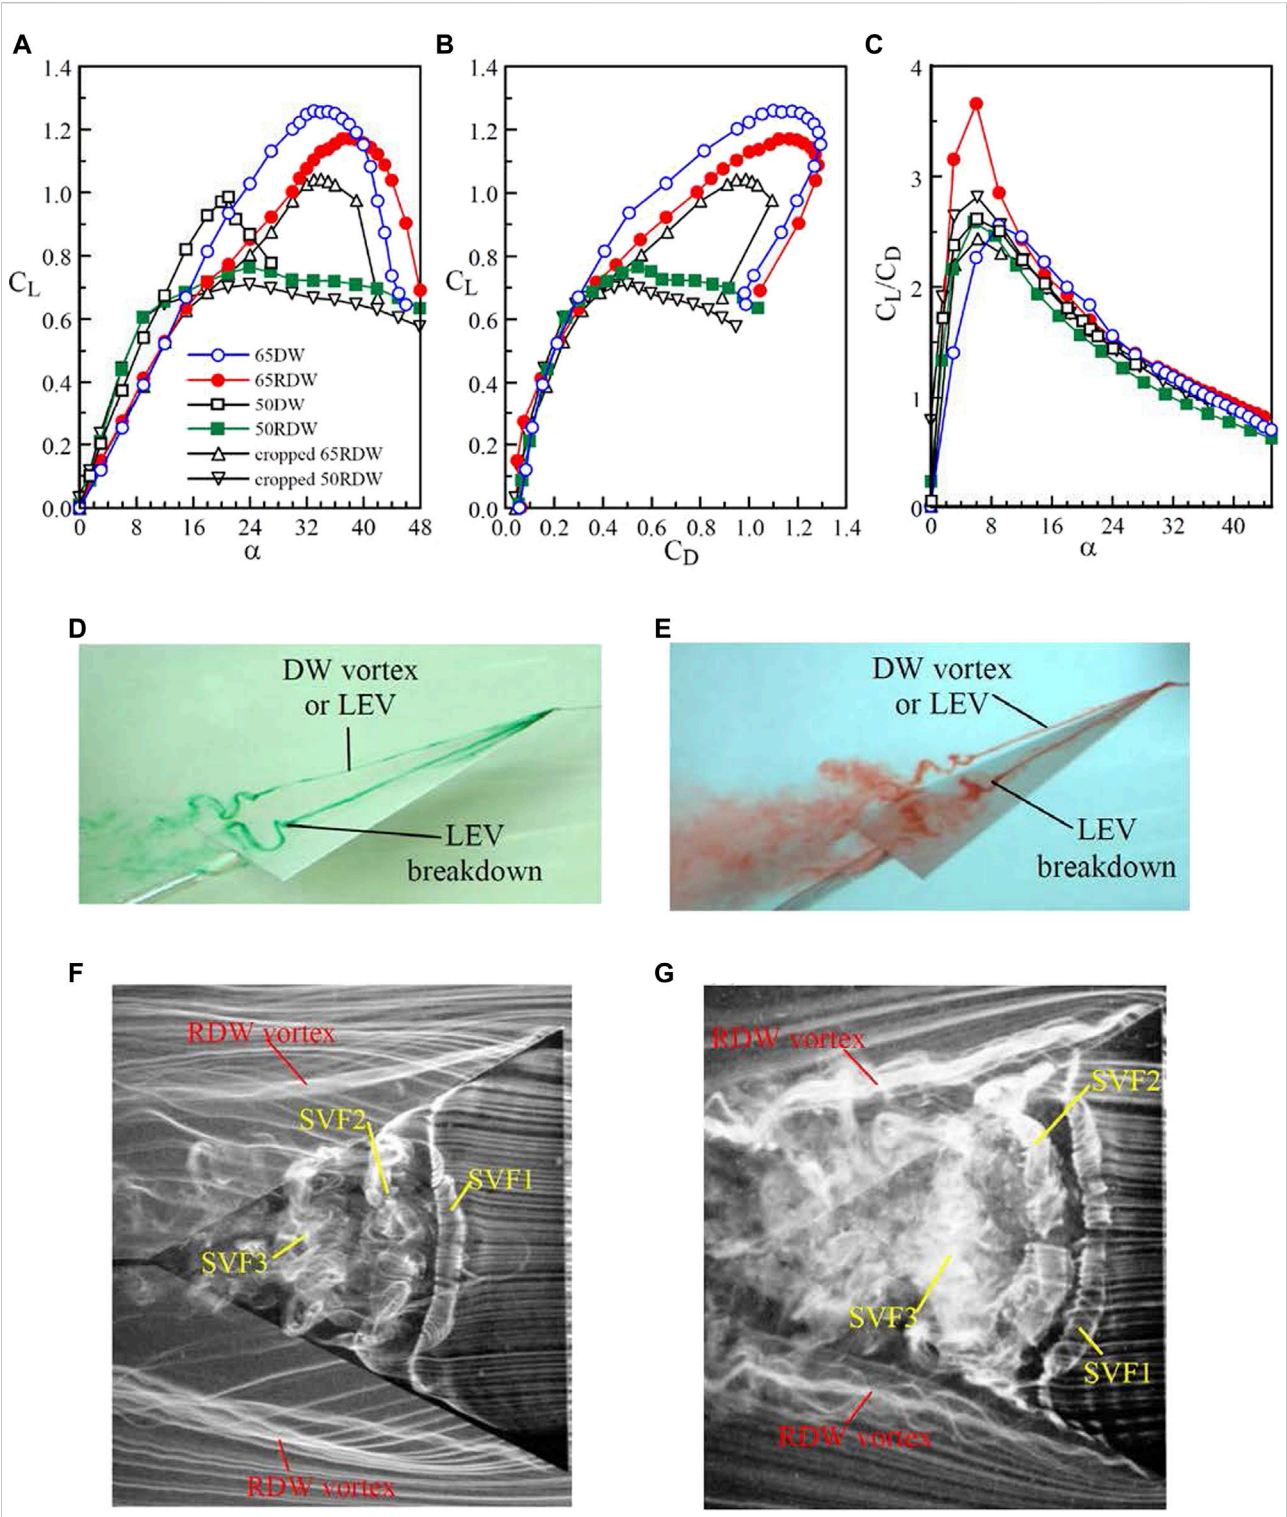 A
B
C
1.4
1.2
1.0
0.8
C_L
0.6
0.4
0.2
0.0
0
8
16
24
32
40
48
α
65DW
65RDW
50DW
50RDW
cropped 65RDW
cropped 50RDW
1.4
1.2
1.0
0.8
C_L
0.6
0.4
0.2
0.0
0.0
0.2
0.4
0.6
0.8
1.0
1.2
1.4
C_D
4
3
C_L/C_D
2
1
0
0
8
16
24
32
40
α
D
DW vortex
or LEV
LEV
breakdown
E
DW vortex
or LEV
LEV
breakdown
F
RDW vortex
SVF2
SVF1
SVF3
RDW vortex
G
RDW vortex
SVF2
SVF3
SVF1
RDW vortex